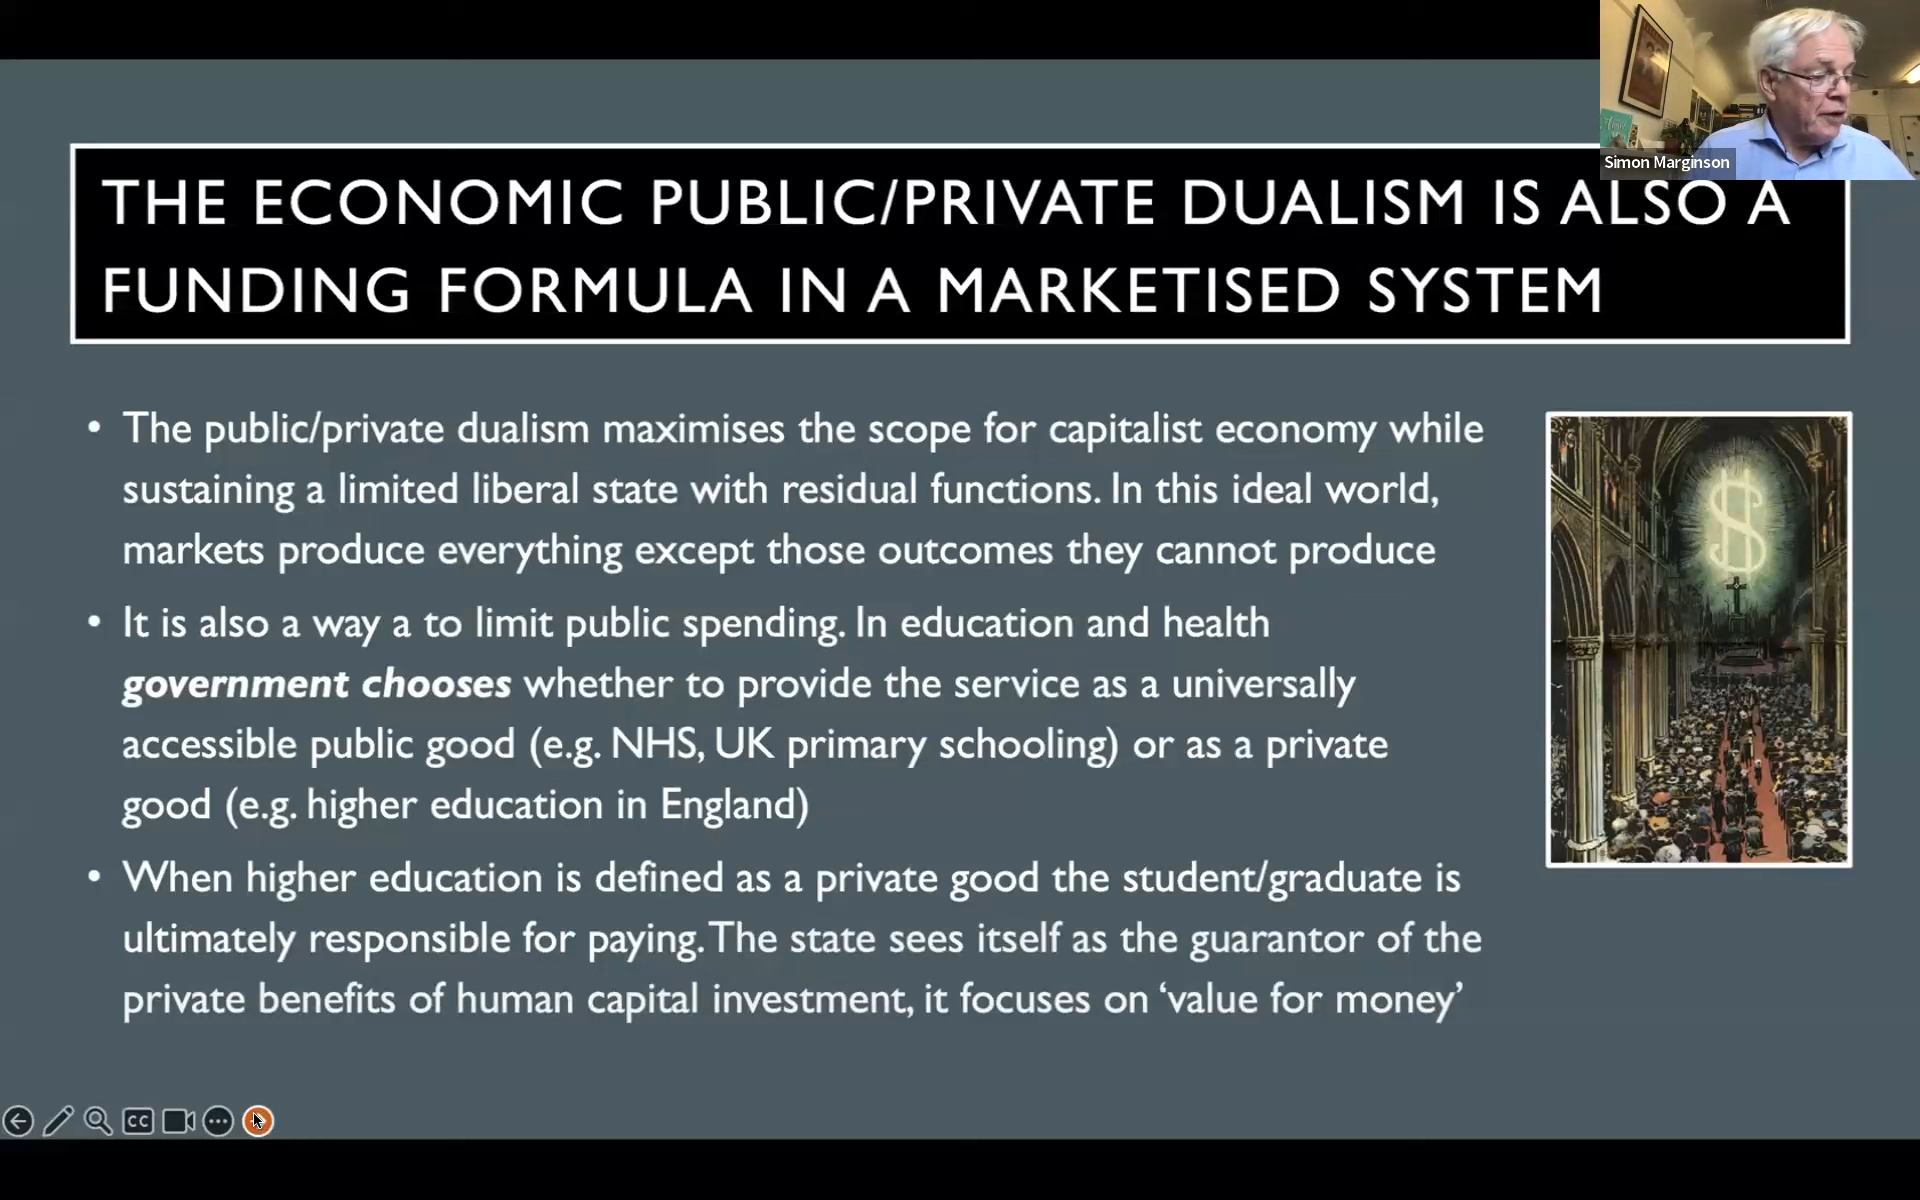 Simon Marginson
THE ECONOMIC PUBLIC/PRIVATE DUALISM IS ALSO A
FUNDING FORMULA IN A MARKETISED SYSTEM
• The public/private dualism maximises the scope for capitalist economy while
sustaining a limited liberal state with residual functions. In this ideal world,
markets produce everything except those outcomes they cannot produce
• It is also a way a to limit public spending. In education and health
government chooses whether to provide the service as a universally
accessible public good (e.g. NHS, UK primary schooling) or as a private
good (e.g. higher education in England)
• When higher education is defined as a private good the student/graduate is
ultimately responsible for paying. The state sees itself as the guarantor of the
private benefits of human capital investment, it focuses on ‘value for money’
$
CC